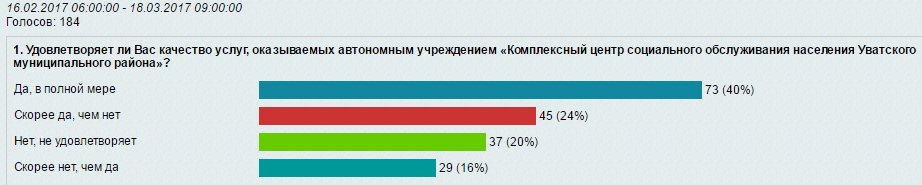 16.02.2017 06:00:00 - 18.03.2017 09:00:00
Голосов: 184
1. Удовлетворяет ли Вас качество услуг, оказываемых автономным учреждением «Комплексный центр социального обслуживания населения Уватского
муниципального района»?
Да, в полной мере 73 (40%)
Скорее да, чем нет 45 (24%)
Нет, не удовлетворяет 37 (20%)
Скорее нет, чем да 29 (16%)